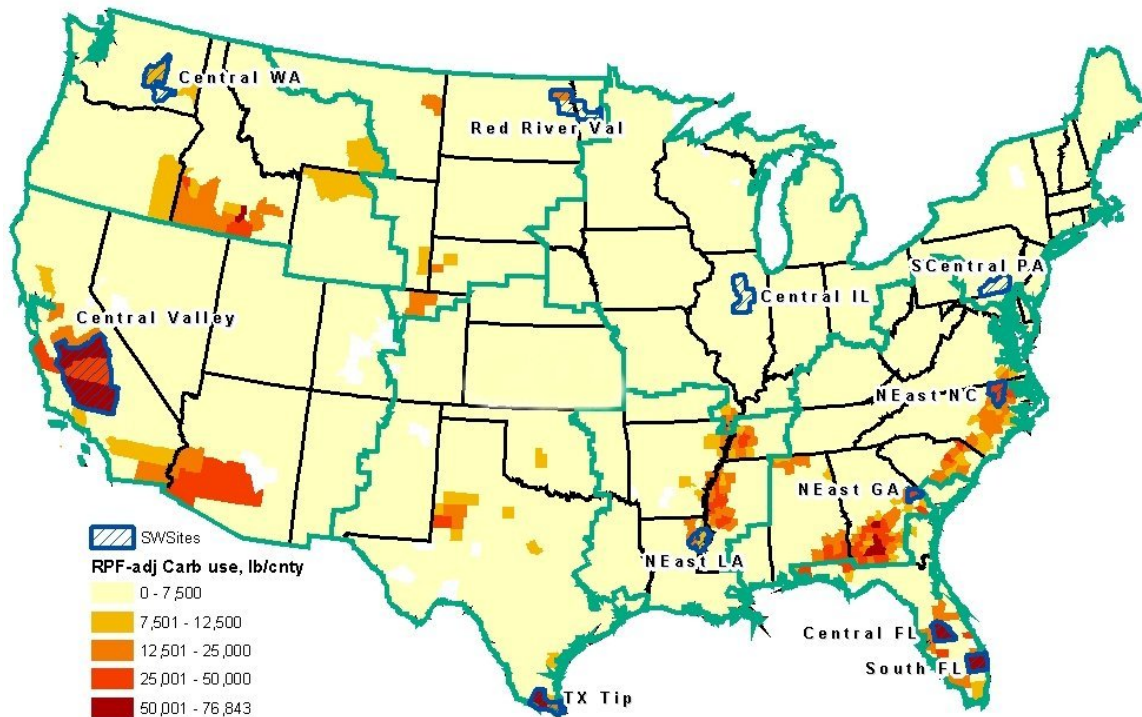 Central WA
Red River Val
SCentral PA
Central IL
Central Valley
NEast NC
NEast GA
NEast LA
Central FL
South FL
TX Tip
SWSites
RPF-adj Carb use, lb/cnty
0 - 7,500
7,501 - 12,500
12,501 - 25,000
25,001 - 50,000
50,001 - 76,843